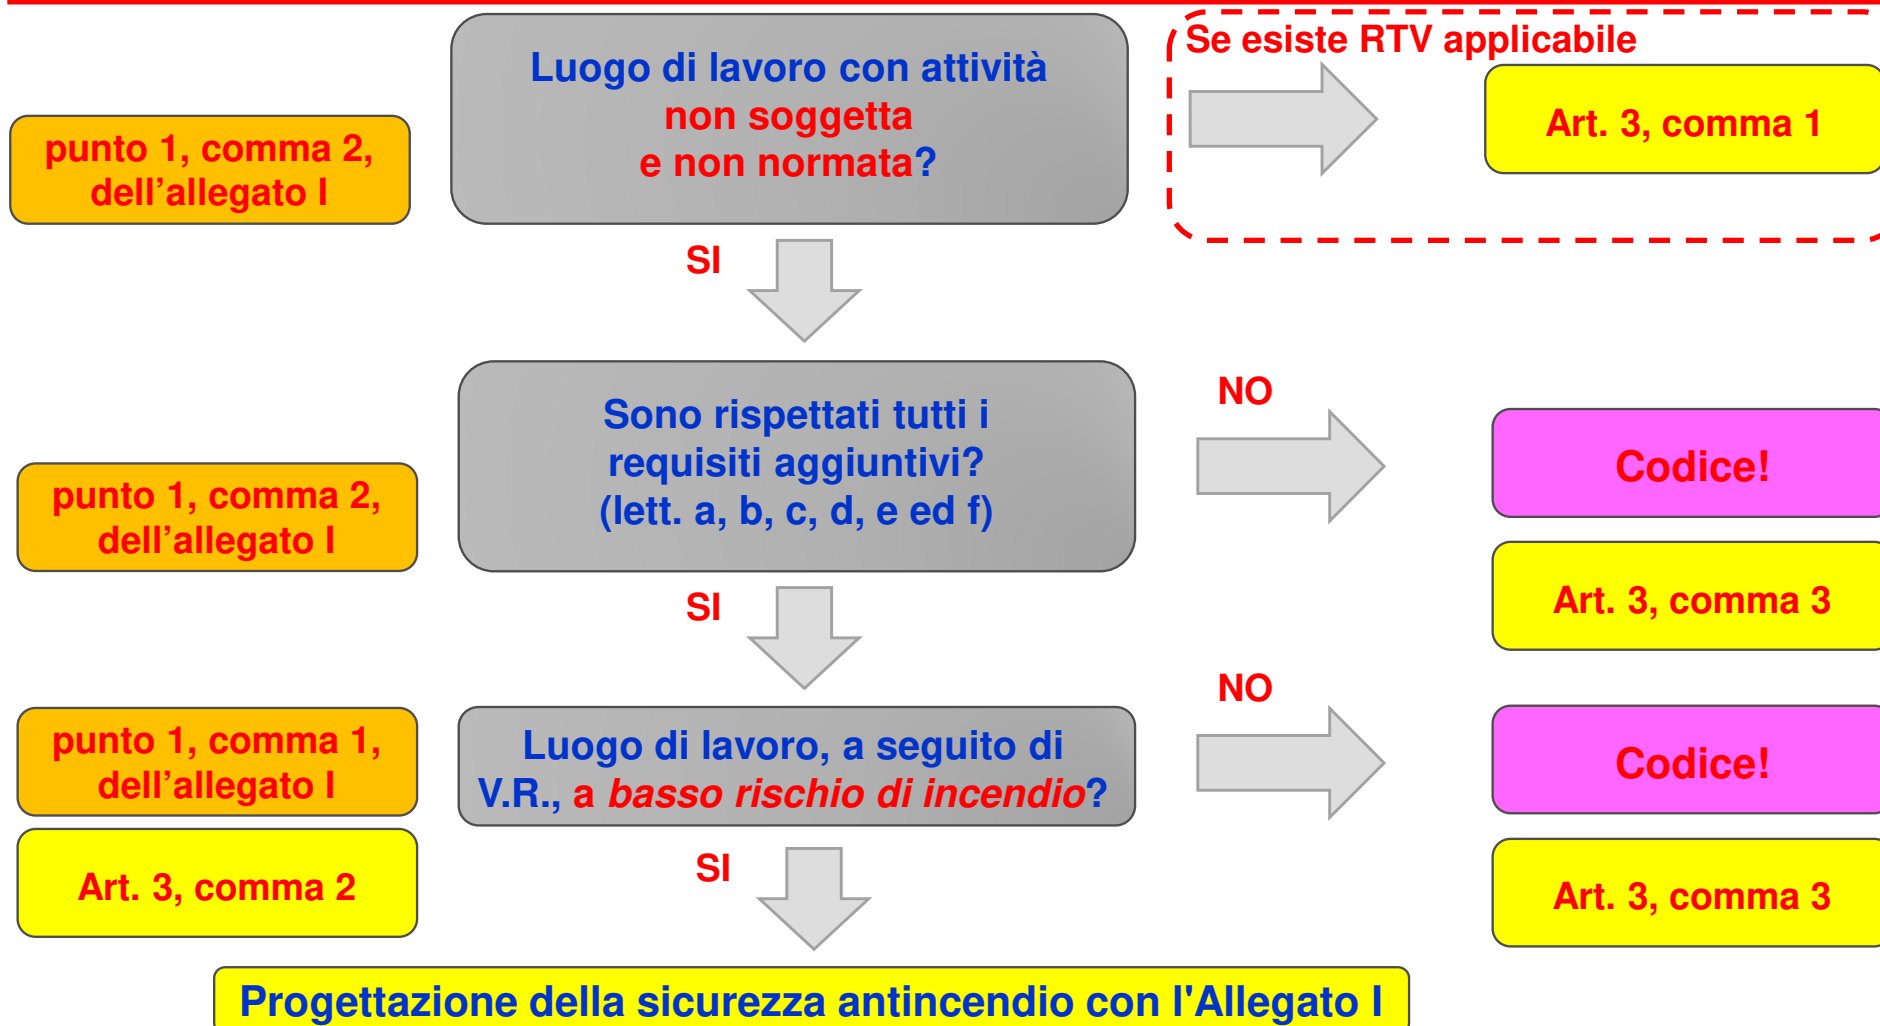 Se esiste RTV applicabile
Luogo di lavoro con attività
non soggetta
e non normata?
punto 1, comma 2,
dell'allegato I
Art. 3, comma 1
SI
Sono rispettati tutti i
requisiti aggiuntivi?
(lett. a, b, c, d, e ed f)
punto 1, comma 2,
dell'allegato I
NO
Codice!
Art. 3, comma 3
SI
punto 1, comma 1,
dell'allegato I
Luogo di lavoro, a seguito di
V.R., a basso rischio di incendio?
NO
Codice!
Art. 3, comma 2
SI
Art. 3, comma 3
Progettazione della sicurezza antincendio con l'Allegato I